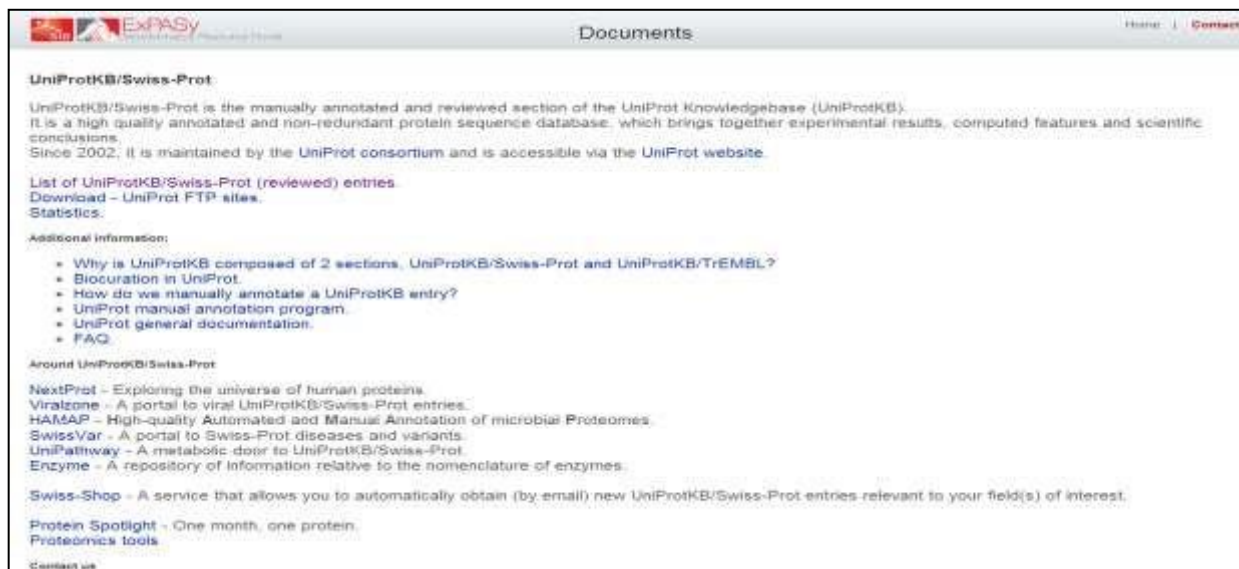 SIB ExPASy
Documents
Home | Contact
UniProtKB/Swiss-Prot
UniProtKB/Swiss-Prot is the manually annotated and reviewed section of the UniProt Knowledgebase (UniProtKB).
It is a high quality annotated and non-redundant protein sequence database, which brings together experimental results, computed features and scientific
conclusions.
Since 2002, it is maintained by the UniProt consortium and is accessible via the UniProt website.
List of UniProtKB/Swiss-Prot (reviewed) entries.
Download - UniProt FTP sites.
Statistics.
Additional information:
• Why is UniProtKB composed of 2 sections, UniProtKB/Swiss-Prot and UniProtKB/TrEMBL?
• Biocuration in UniProt.
• How do we manually annotate a UniProtKB entry?
• UniProt manual annotation program.
• UniProt general documentation.
• FAQ.
Around UniProtKB/Swiss-Prot
NextProt - Exploring the universe of human proteins.
Viralzone - A portal to viral UniProtKB/Swiss-Prot entries.
HAMAP - High-quality Automated and Manual Annotation of microbial Proteomes.
SwissVar - A portal to Swiss-Prot diseases and variants.
UniPathway - A metabolic door to UniProtKB/Swiss-Prot.
Enzyme - A repository of information relative to the nomenclature of enzymes.
Swiss-Shop - A service that allows you to automatically obtain (by email) new UniProtKB/Swiss-Prot entries relevant to your field(s) of interest.
Protein Spotlight - One month, one protein.
Proteomics tools
Contact us